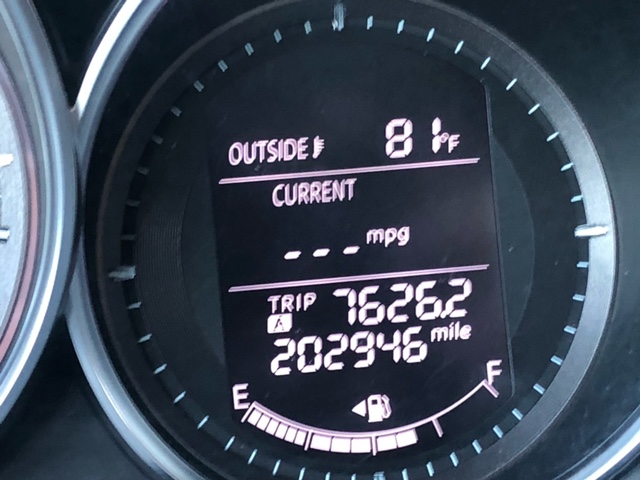 OUTSIDE 81°F
CURRENT
--- mpg
TRIP A 7626.2
202946 mile
E F